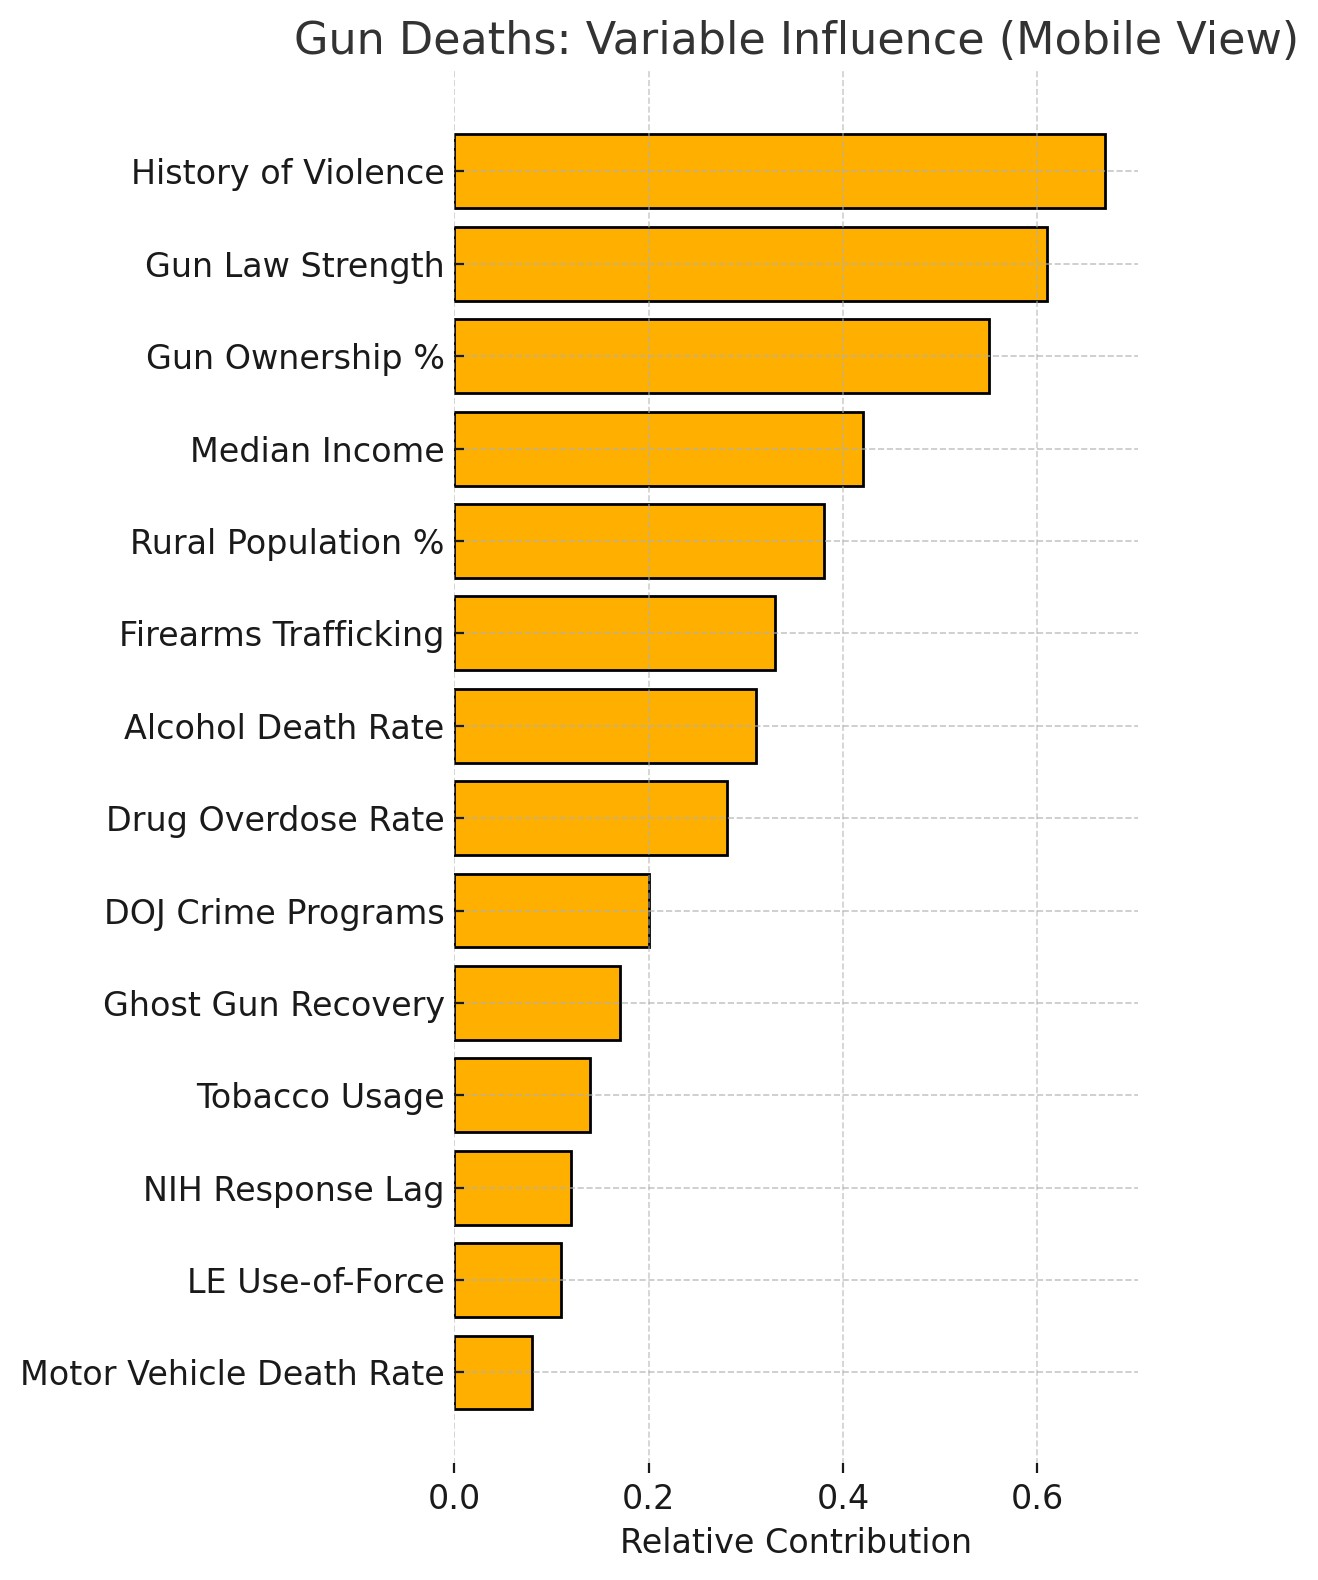 Gun Deaths: Variable Influence (Mobile View)
History of Violence
Gun Law Strength
Gun Ownership %
Median Income
Rural Population %
Firearms Trafficking
Alcohol Death Rate
Drug Overdose Rate
DOJ Crime Programs
Ghost Gun Recovery
Tobacco Usage
NIH Response Lag
LE Use-of-Force
Motor Vehicle Death Rate
0.0 0.2 0.4 0.6
Relative Contribution